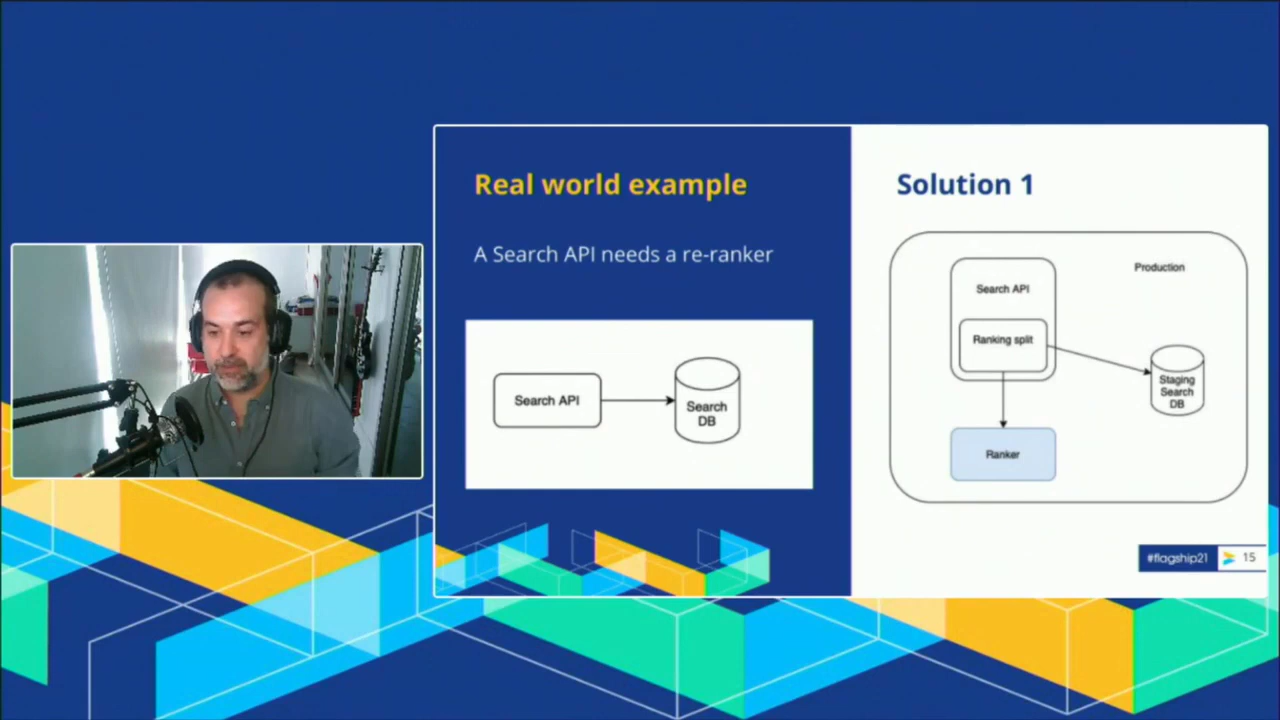 Real world example
A Search API needs a re-ranker
Search API
Search
DB
Solution 1
Production
Search API
Ranking split
Staging
Search
DB
Ranker
#flagship21
15